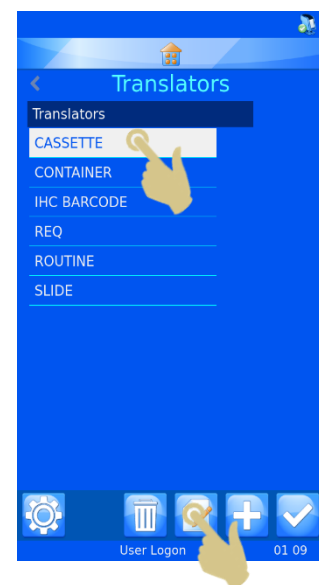 Translators
Translators
CASSETTE
CONTAINER
IHC BARCODE
REQ
ROUTINE
SLIDE
User Logon
01 09